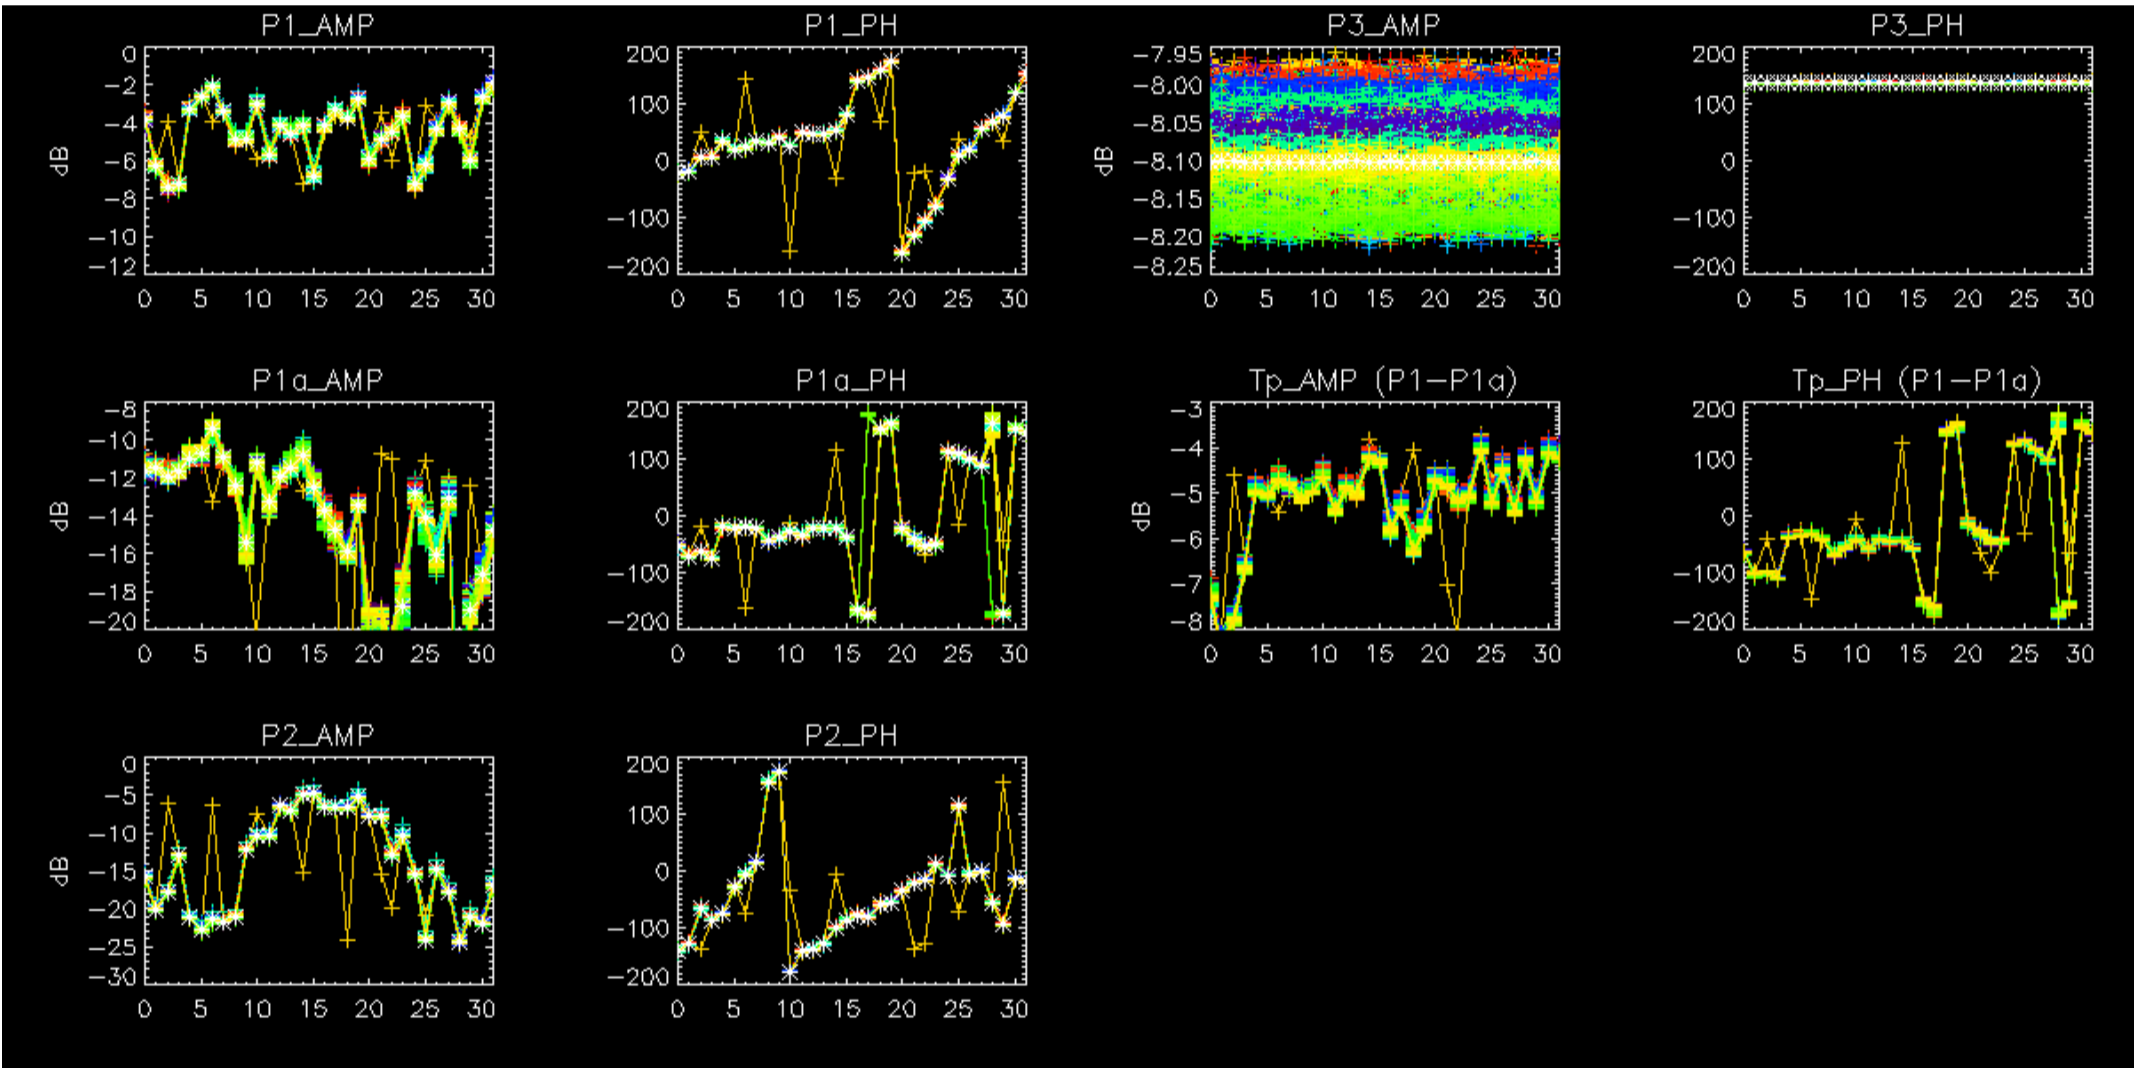 P1_AMP
0
−2
−4
−6
−8
−10
−12
dB
0 5 10 15 20 25 30
P1_PH
200
100
0
−100
−200
0 5 10 15 20 25 30
P3_AMP
−7.95
−8.00
−8.05
−8.10
−8.15
−8.20
−8.25
dB
0 5 10 15 20 25 30
P3_PH
200
100
0
−100
−200
0 5 10 15 20 25 30
P1a_AMP
−8
−10
−12
−14
−16
−18
−20
dB
0 5 10 15 20 25 30
P1a_PH
200
100
0
−100
−200
0 5 10 15 20 25 30
Tp_AMP (P1−P1a)
−3
−4
−5
−6
−7
−8
dB
0 5 10 15 20 25 30
Tp_PH (P1−P1a)
200
100
0
−100
−200
0 5 10 15 20 25 30
P2_AMP
0
−5
−10
−15
−20
−25
−30
dB
0 5 10 15 20 25 30
P2_PH
200
100
0
−100
−200
0 5 10 15 20 25 30